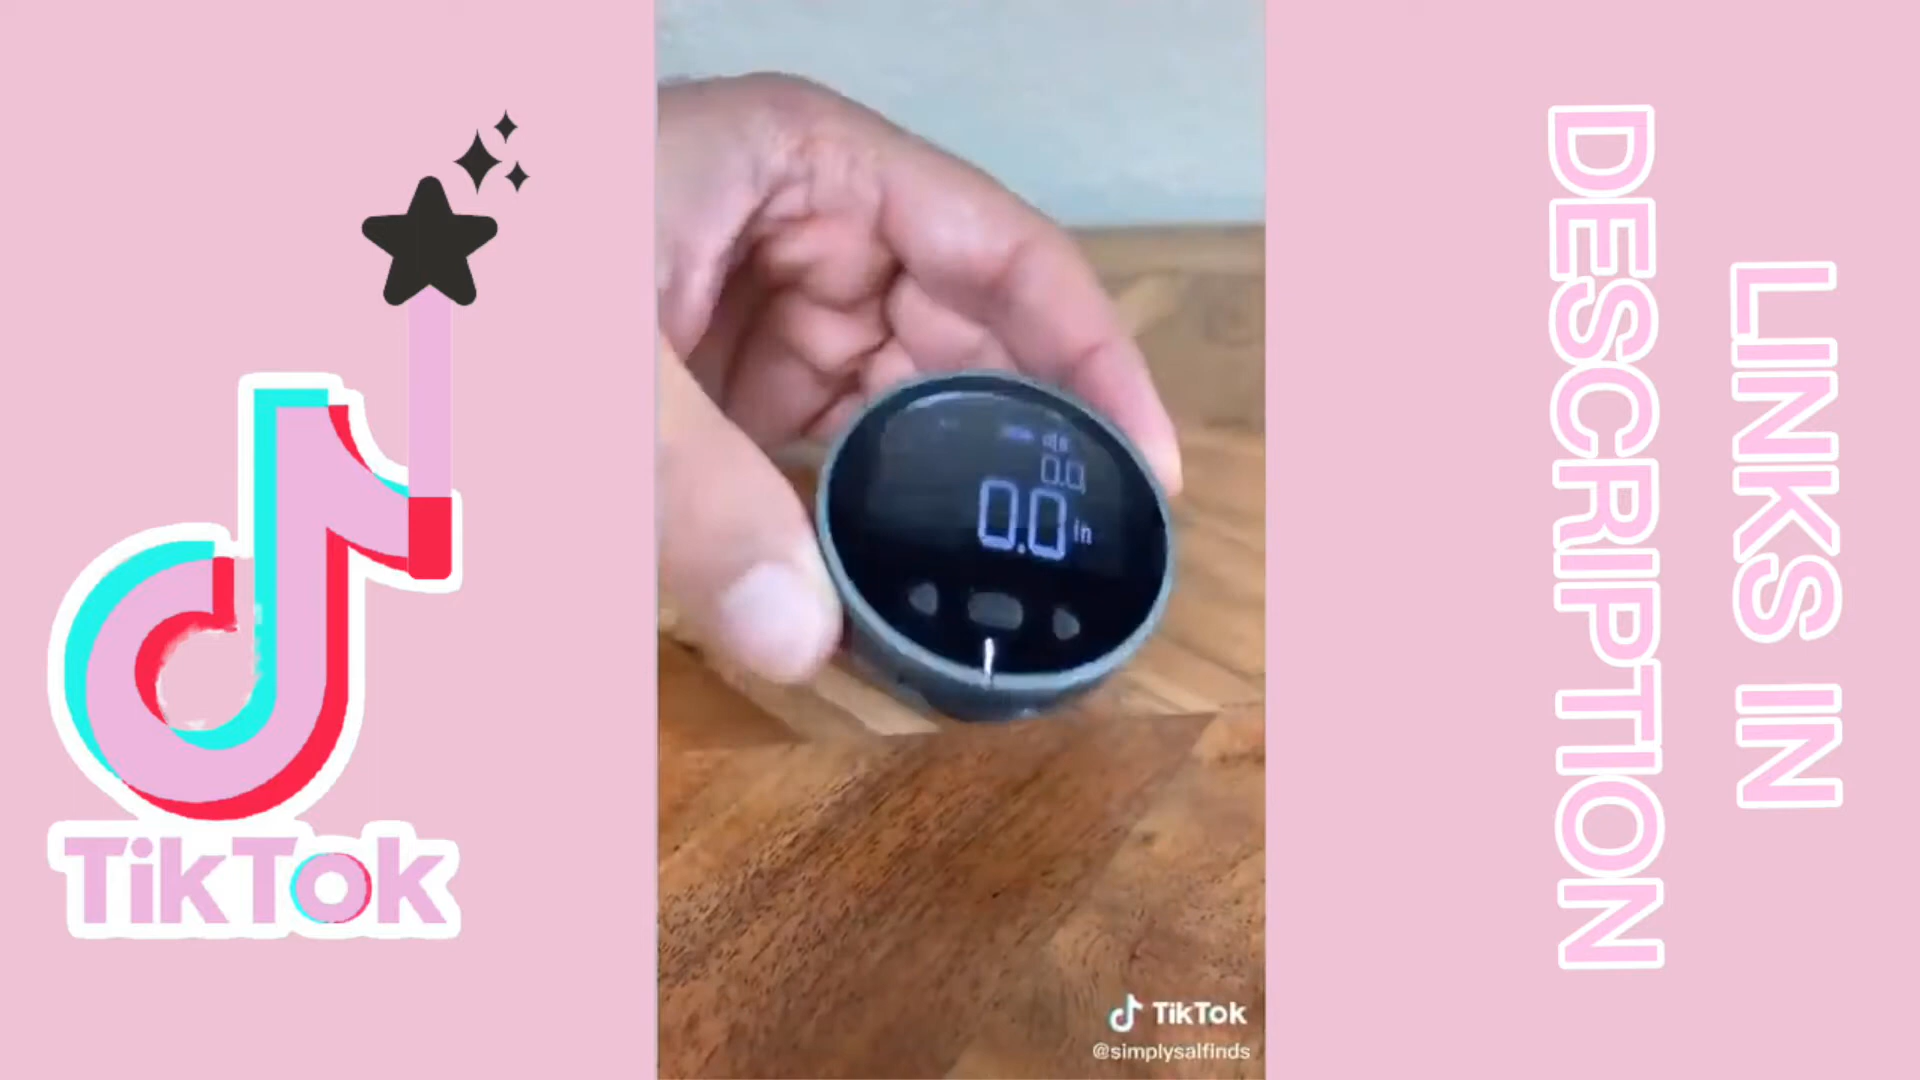 TikTok
0.0
0.0 in
TikTok
@simplysalfinds
LINKS IN
DESCRIPTION